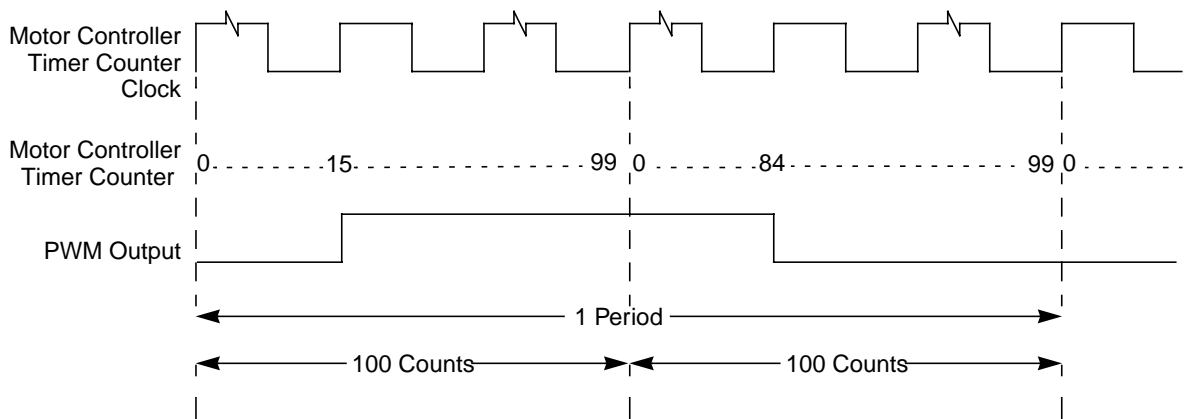 Motor Controller
Timer Counter
Clock
Motor Controller
Timer Counter
0 15 99 0 84 99 0
PWM Output
1 Period
100 Counts 100 Counts